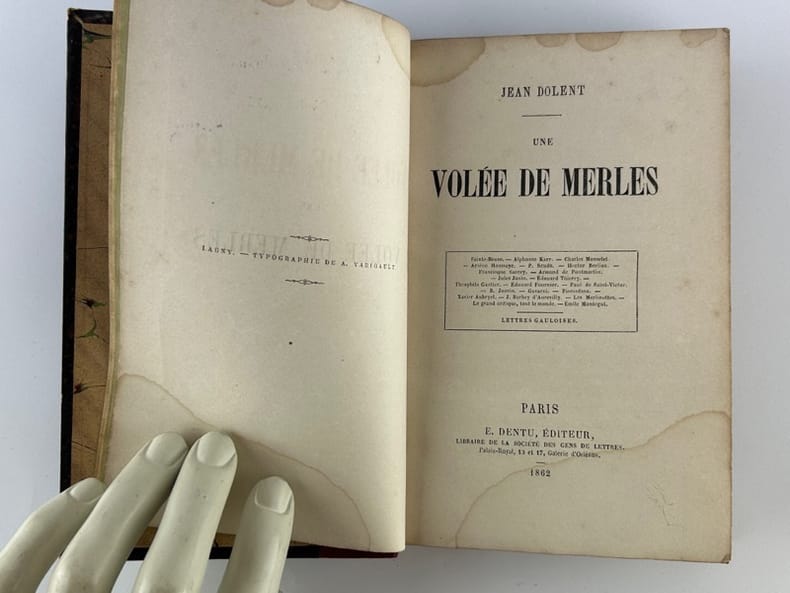 LAGNY. — TYPOGRAPHIE DE A. VARIGAULT
JEAN DOLENT
UNE
VOLÉE DE MERLES
Sainte-Beuve. — Alphonse Karr. — Charles Monselet.
— Arsène Houssaye. — P. Scudo. — Hector Berlioz. —
Francisque Sarcey. — Armand de Pontmartin.
— Jules Janin. — Édouard Thierry. —
Théophile Gautier. — Édouard Fournier. — Paul de Saint-Victor.
— B. Jouvin. — Gavarni. — Fiorentino. —
Xavier Aubryet. — J. Barbey d'Aurevilly. — Les Merlinettes. —
Le grand critique, tout le monde. — Émile Montégut.
LETTRES GAULOISES.
PARIS
E. DENTU, ÉDITEUR,
LIBRAIRE DE LA SOCIÉTÉ DES GENS DE LETTRES.
Palais-Royal, 13 et 17, Galerie d'Orléans.
1862